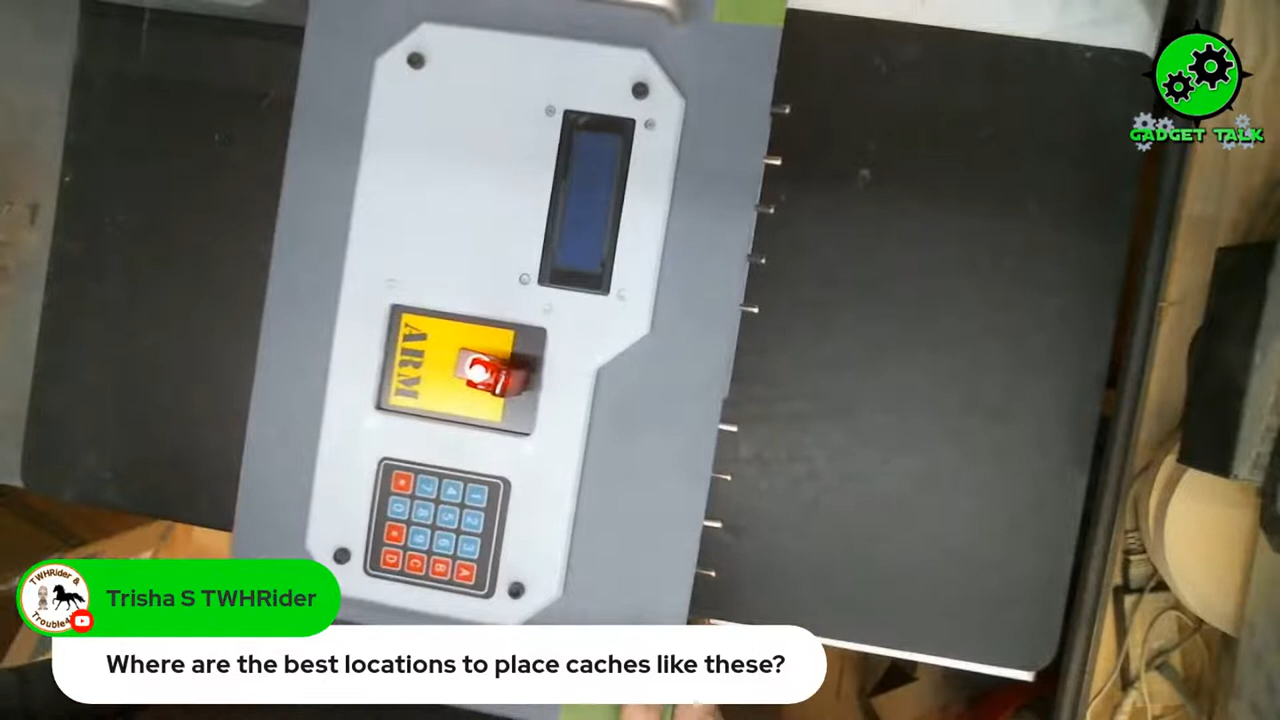 GADGET TALK
ARM
1 2 3 A
4 5 6 B
7 8 9 C
0 D
TWHRider &
Trisha S TWHRider
Where are the best locations to place caches like these?